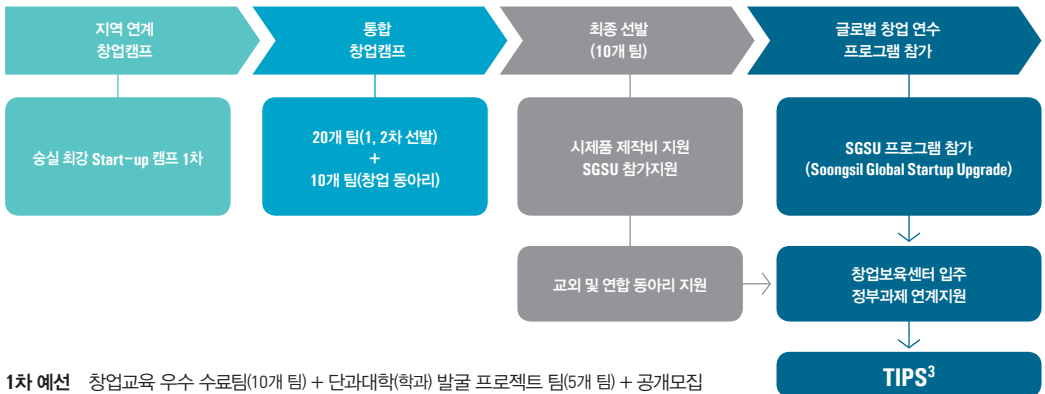 지역 연계
창업캠프
통합
창업캠프
최종 선발
(10개 팀)
글로벌 창업 연수
프로그램 참가
숭실 최강 Start-up 캠프 1차
20개 팀(1, 2차 선발)
+
10개 팀(창업 동아리)
시제품 제작비 지원
SGSU 참가지원
SGSU 프로그램 참가
(Soongsil Global Startup Upgrade)
교외 및 연합 동아리 지원
창업보육센터 입주
정부과제 연계지원
TIPS³
1차 예선 창업교육 우수 수료팀(10개 팀) + 단과대학(학과) 발굴 프로젝트 팀(5개 팀) + 공개모집